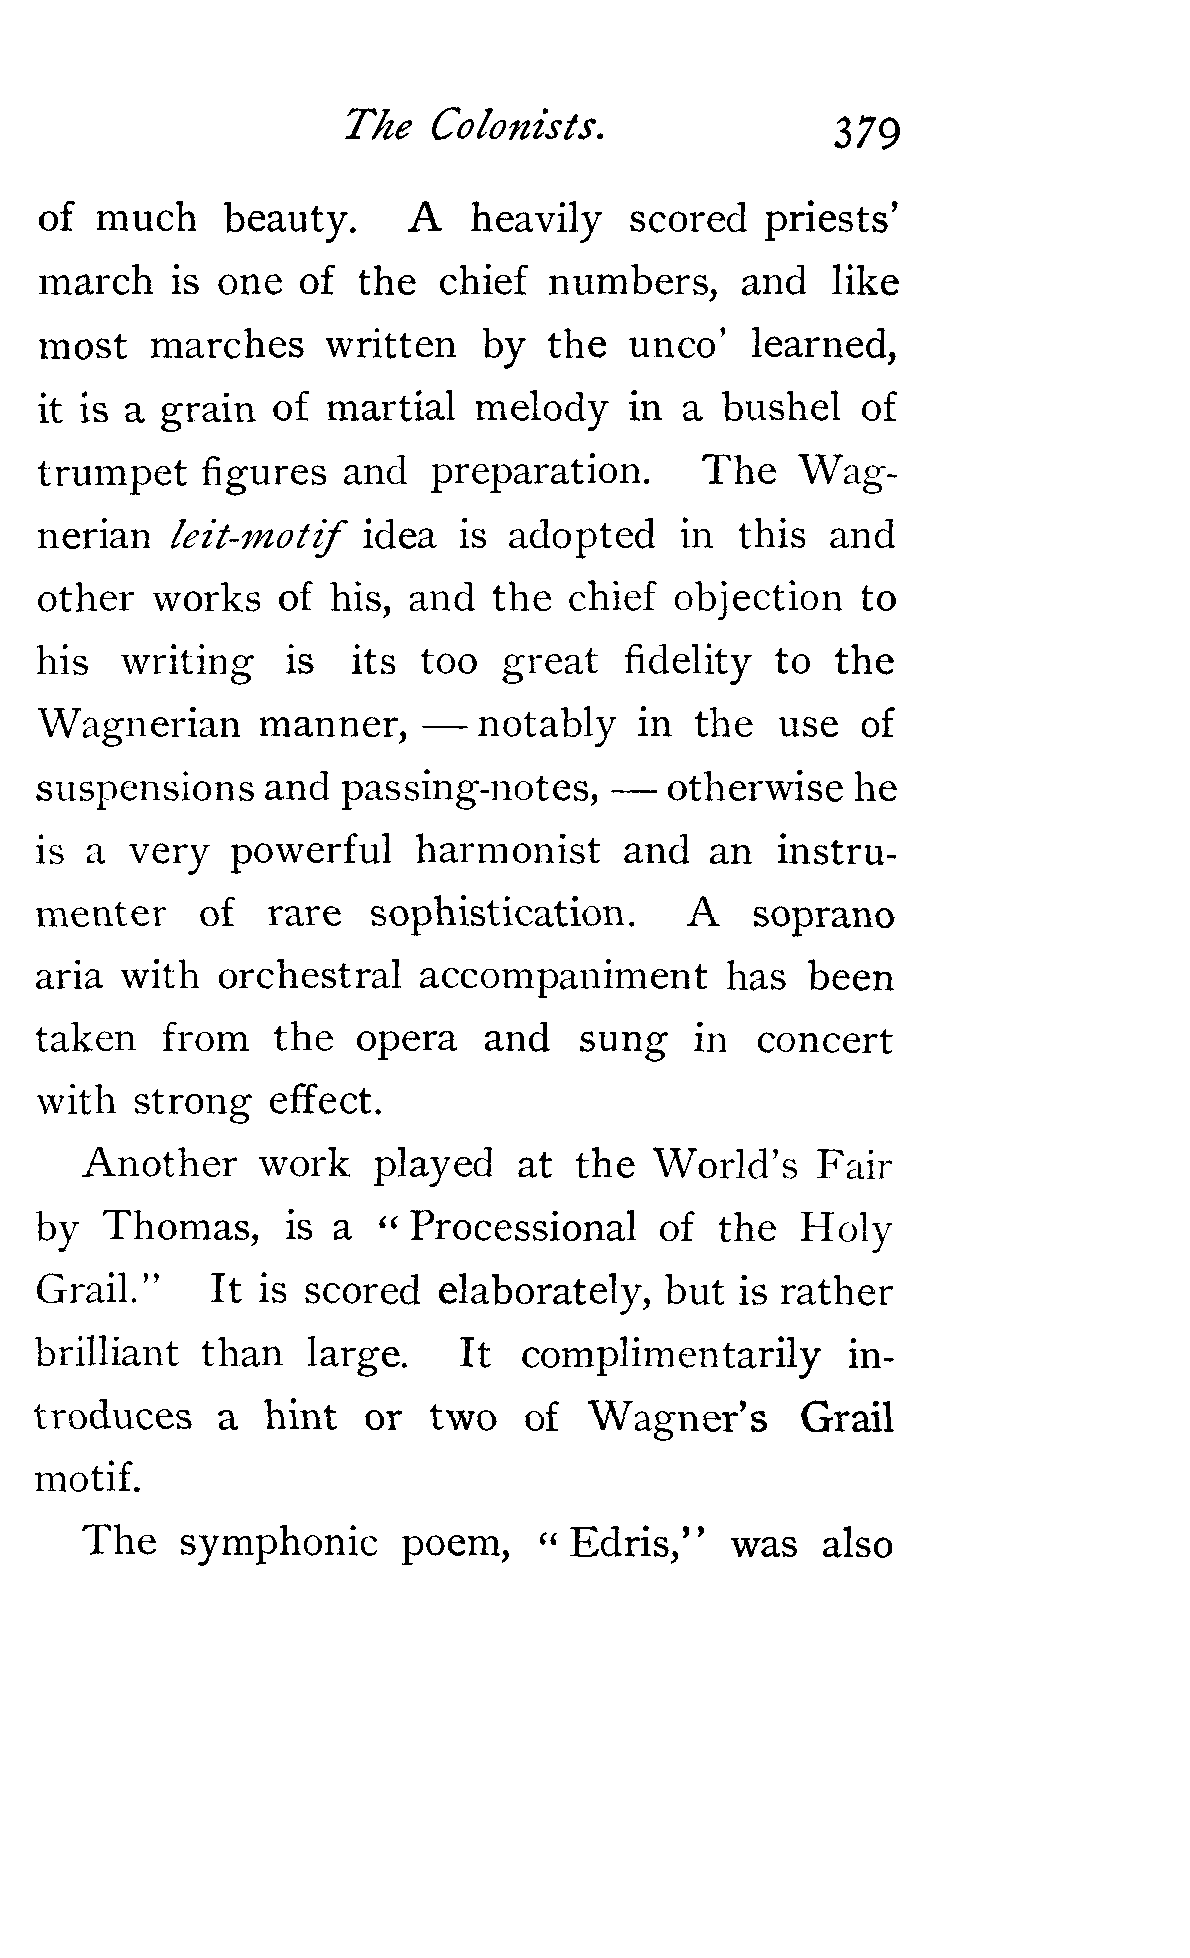 The Colonists. 379
of much beauty. A heavily scored priests'
march is one of the chief numbers, and like
most marches written by the unco' learned,
it is a grain of martial melody in a bushel of
trumpet figures and preparation. The Wag-
nerian leit-motif idea is adopted in this and
other works of his, and the chief objection to
his writing is its too great fidelity to the
Wagnerian manner, — notably in the use of
suspensions and passing-notes, — otherwise he
is a very powerful harmonist and an instru-
menter of rare sophistication. A soprano
aria with orchestral accompaniment has been
taken from the opera and sung in concert
with strong effect.
Another work played at the World's Fair
by Thomas, is a "Processional of the Holy
Grail." It is scored elaborately, but is rather
brilliant than large. It complimentarily in-
troduces a hint or two of Wagner's Grail
motif.
The symphonic poem, "Edris," was also